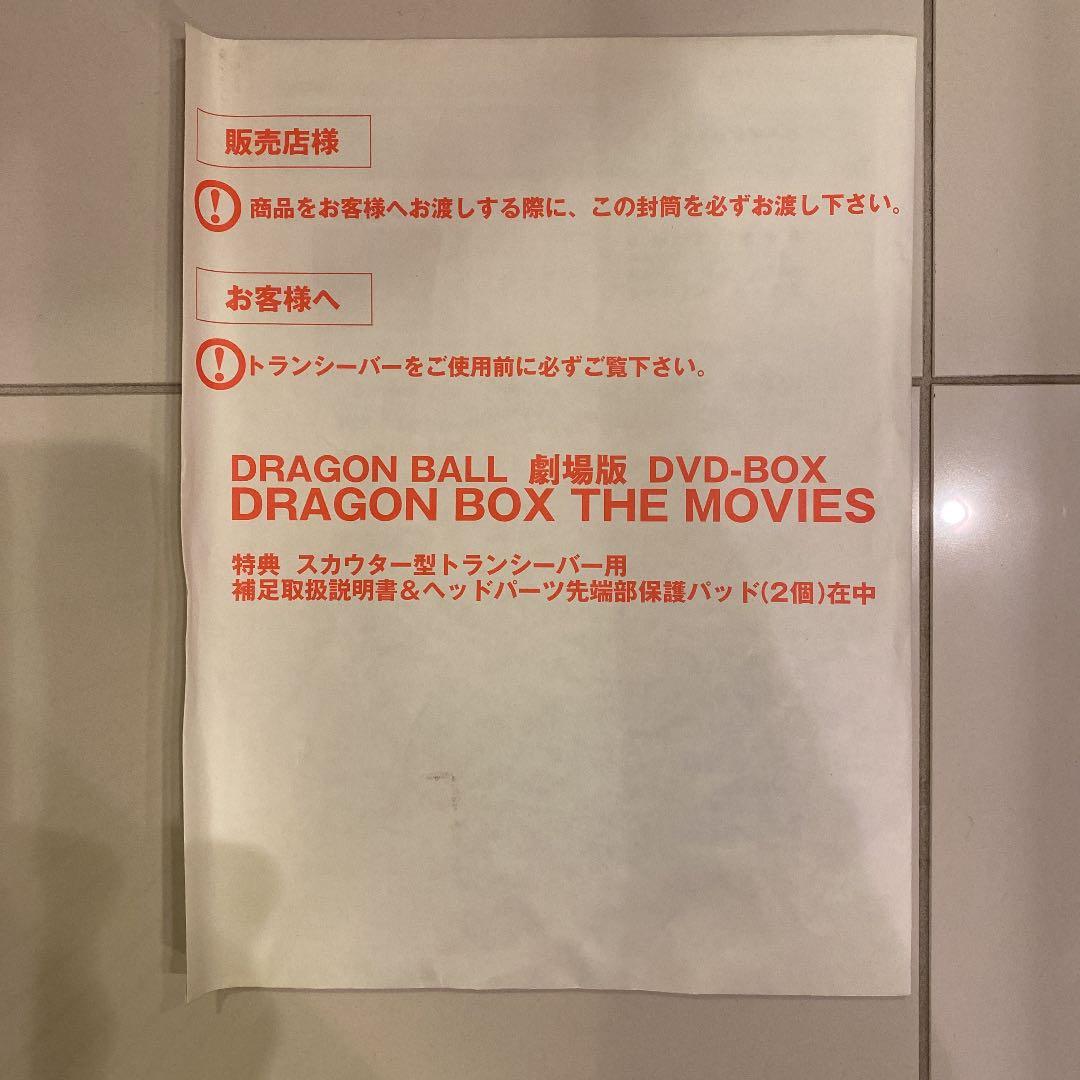 販売店様
! 商品をお客様へお渡しする際に、この封筒を必ずお渡し下さい。
お客様へ
! トランシーバーをご使用前に必ずご覧下さい。
DRAGON BALL 劇場版 DVD-BOX
DRAGON BOX THE MOVIES
特典 スカウター型トランシーバー用
補足取扱説明書&ヘッドパーツ先端部保護パッド(2個)在中